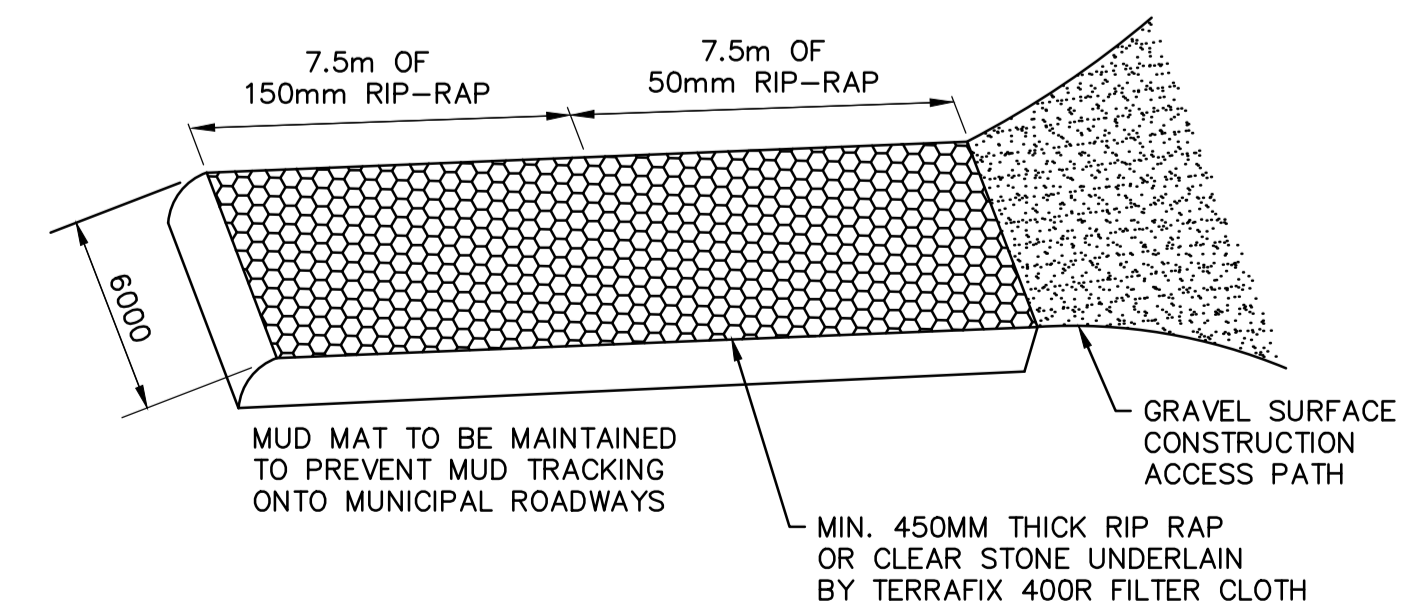 7.5m OF
150mm RIP-RAP
7.5m OF
50mm RIP-RAP
6000
MUD MAT TO BE MAINTAINED
TO PREVENT MUD TRACKING
ONTO MUNICIPAL ROADWAYS
GRAVEL SURFACE
CONSTRUCTION
ACCESS PATH
MIN. 450MM THICK RIP RAP
OR CLEAR STONE UNDERLAIN
BY TERRAFIX 400R FILTER CLOTH